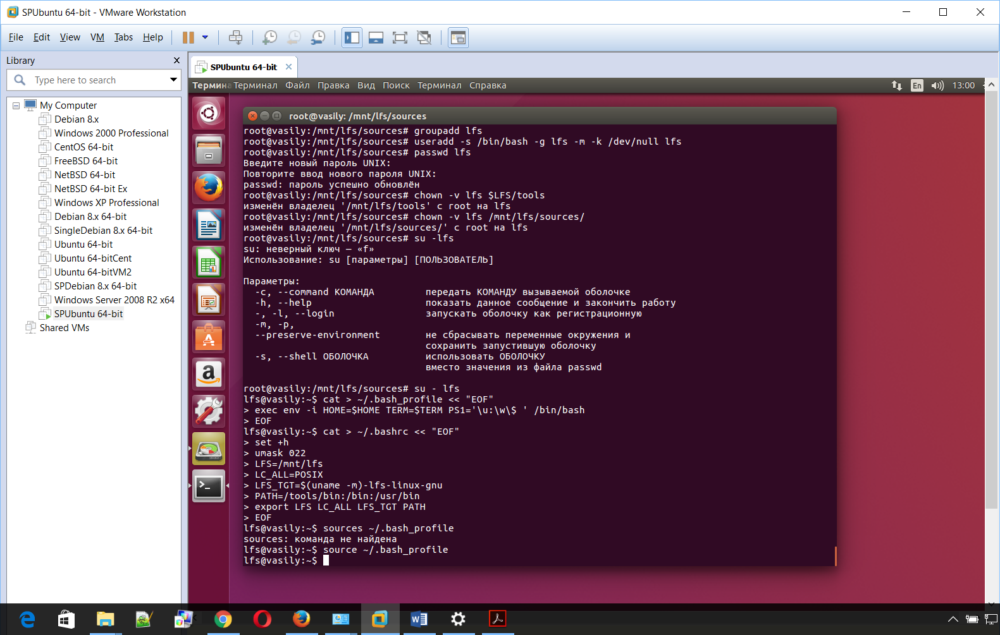 SPUbuntu 64-bit - VMware Workstation
File Edit View VM Tabs Help
Library
Type here to search
My Computer
Debian 8.x
Windows 2000 Professional
CentOS 64-bit
FreeBSD 64-bit
NetBSD 64-bit
NetBSD 64-bit Ex
Windows XP Professional
Debian 8.x 64-bit
SingleDebian 8.x 64-bit
Ubuntu 64-bit
Ubuntu 64-bitCent
Ubuntu 64-bitVM2
SPDebian 8.x 64-bit
Windows Server 2008 R2 x64
SPUbuntu 64-bit
Shared VMs
SPUbuntu 64-bit
Термина Терминал Файл Правка Вид Поиск Терминал Справка En 13:00
root@vasily: /mnt/lfs/sources
root@vasily:/mnt/lfs/sources# groupadd lfs
root@vasily:/mnt/lfs/sources# useradd -s /bin/bash -g lfs -m -k /dev/null lfs
root@vasily:/mnt/lfs/sources# passwd lfs
Введите новый пароль UNIX:
Повторите ввод нового пароля UNIX:
passwd: пароль успешно обновлён
root@vasily:/mnt/lfs/sources# chown -v lfs $LFS/tools
изменён владелец '/mnt/lfs/tools' с root на lfs
root@vasily:/mnt/lfs/sources# chown -v lfs /mnt/lfs/sources/
изменён владелец '/mnt/lfs/sources/' с root на lfs
root@vasily:/mnt/lfs/sources# su -lfs
su: неверный ключ — «f»
Использование: su [параметры] [ПОЛЬЗОВАТЕЛЬ]
Параметры:
-c, --command КОМАНДА передать КОМАНДУ вызываемой оболочке
-h, --help показать данное сообщение и закончить работу
-, -l, --login запускать оболочку как регистрационную
-m, -p,
--preserve-environment не сбрасывать переменные окружения и
сохранить запустившую оболочку
-s, --shell ОБОЛОЧКА использовать ОБОЛОЧКУ
вместо значения из файла passwd
root@vasily:/mnt/lfs/sources# su - lfs
lfs@vasily:~$ cat > ~/.bash_profile << "EOF"
> exec env -i HOME=$HOME TERM=$TERM PS1='\u:\w\$ ' /bin/bash
> EOF
lfs@vasily:~$ cat > ~/.bashrc << "EOF"
> set +h
> umask 022
> LFS=/mnt/lfs
> LC_ALL=POSIX
> LFS_TGT=$(uname -m)-lfs-linux-gnu
> PATH=/tools/bin:/bin:/usr/bin
> export LFS LC_ALL LFS_TGT PATH
> EOF
lfs@vasily:~$ sources ~/.bash_profile
sources: команда не найдена
lfs@vasily:~$ source ~/.bash_profile
lfs@vasily:~$